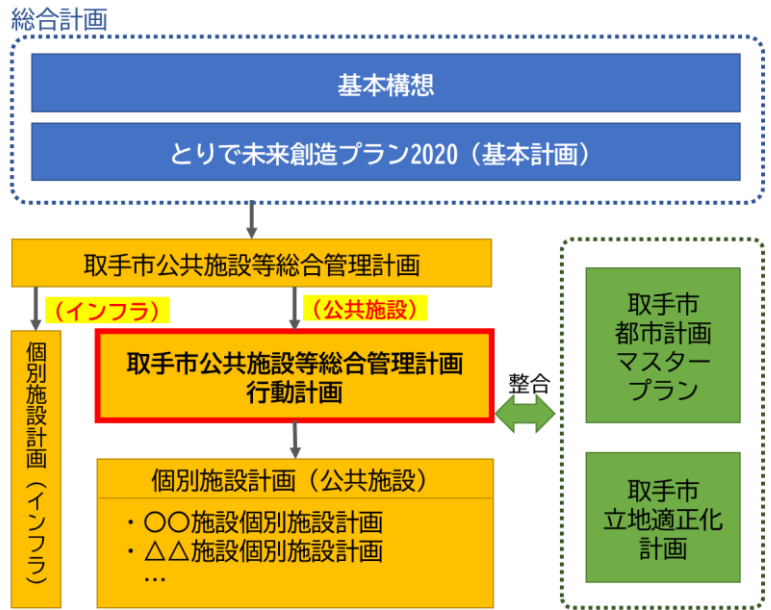 総合計画
基本構想
とりで未来創造プラン2020（基本計画）
取手市公共施設等総合管理計画
（インフラ）
（公共施設）
個別施設計画（インフラ）
取手市公共施設等総合管理計画
行動計画
整合
取手市
都市計画
マスター
プラン
個別施設計画（公共施設）
・〇〇施設個別施設計画
・△△施設個別施設計画
…
取手市
立地適正化
計画